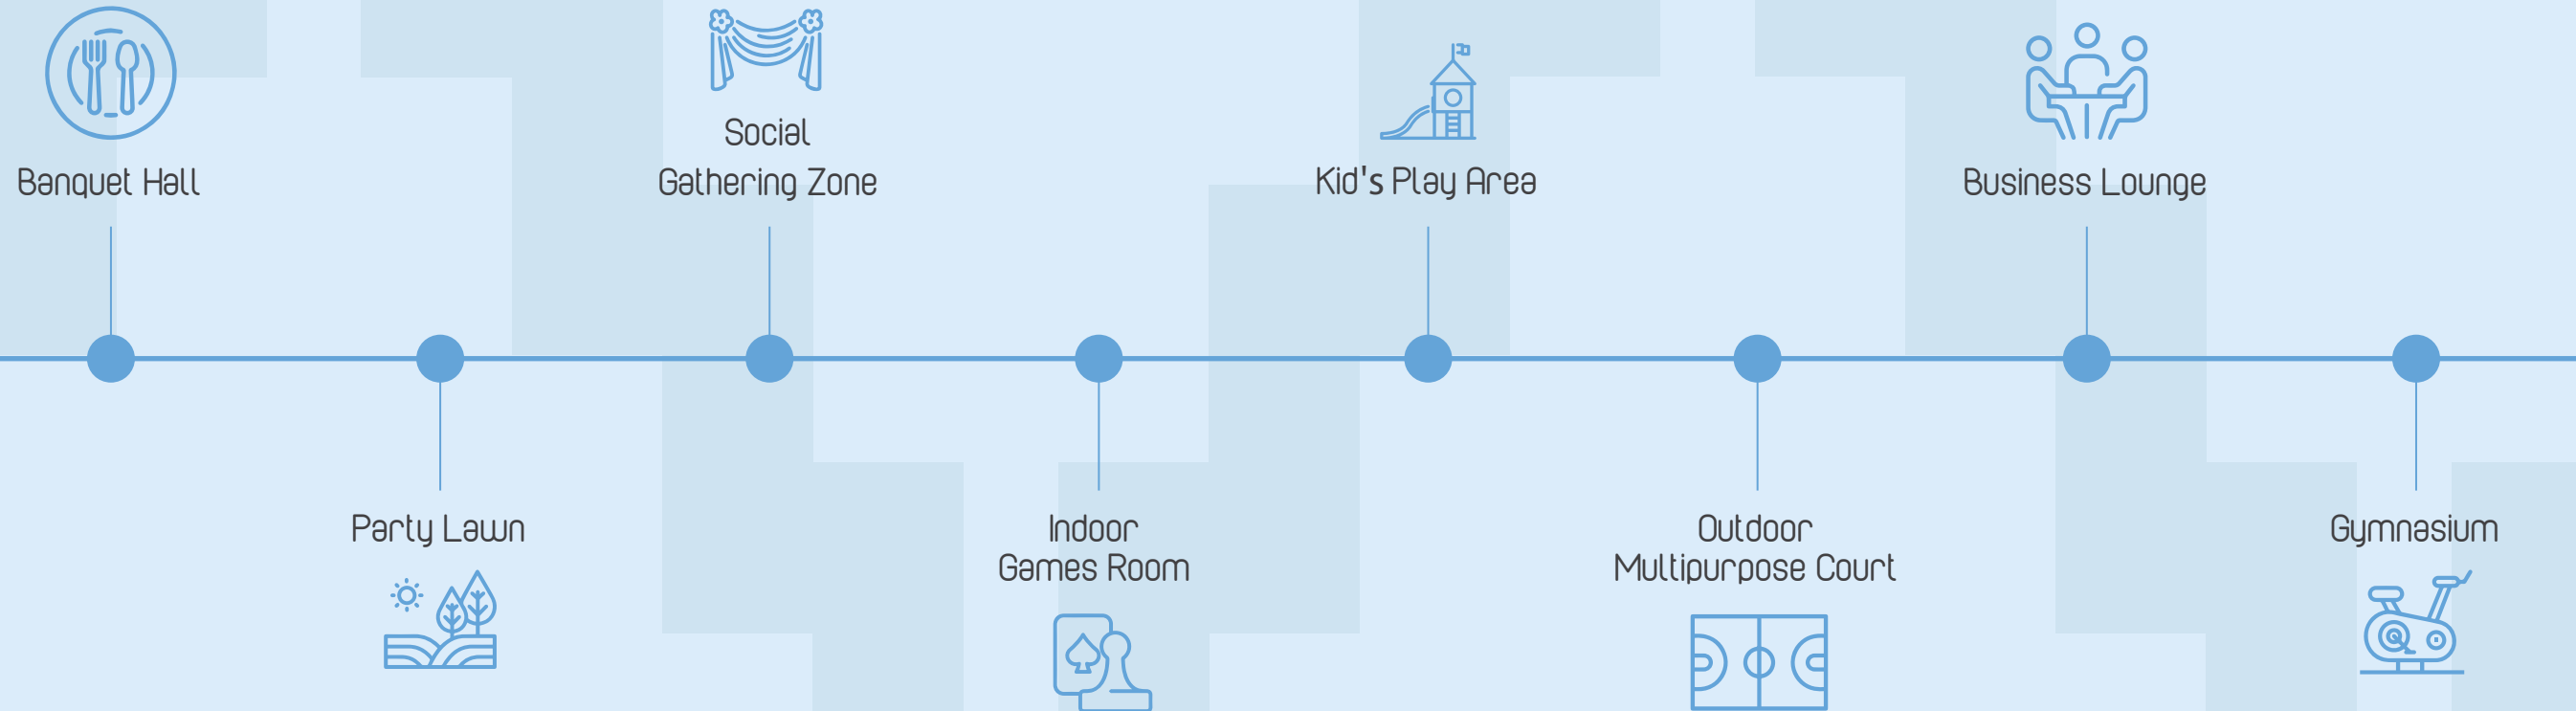 Banquet Hall
Party Lawn
Social
Gathering Zone
Indoor
Games Room
Kid's Play Area
Outdoor
Multipurpose Court
Business Lounge
Gymnasium